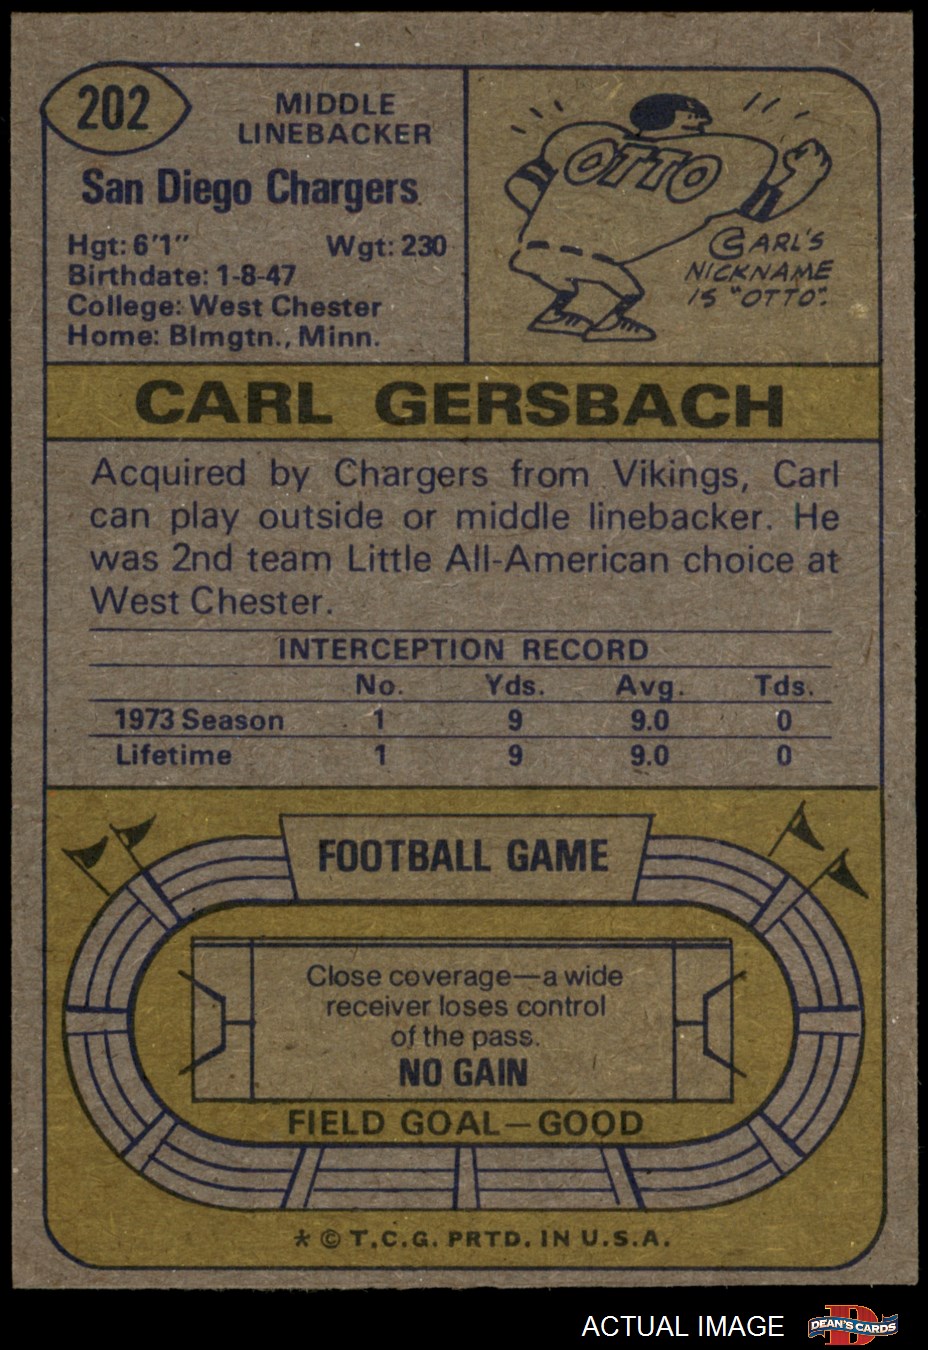 202
MIDDLE
LINEBACKER
San Diego Chargers
Hgt: 6'1" Wgt: 230
Birthdate: 1-8-47
College: West Chester
Home: Blmgtn., Minn.
OTTO
CARL'S
NICKNAME
IS "OTTO".
CARL GERSBACH
Acquired by Chargers from Vikings, Carl
can play outside or middle linebacker. He
was 2nd team Little All-American choice at
West Chester.
INTERCEPTION RECORD
No. Yds. Avg. Tds.
1973 Season 1 9 9.0 0
Lifetime 1 9 9.0 0
FOOTBALL GAME
Close coverage—a wide
receiver loses control
of the pass.
NO GAIN
FIELD GOAL—GOOD
* © T.C.G. PRTD. IN U.S.A.
ACTUAL IMAGE
D
DEAN'S CARDS